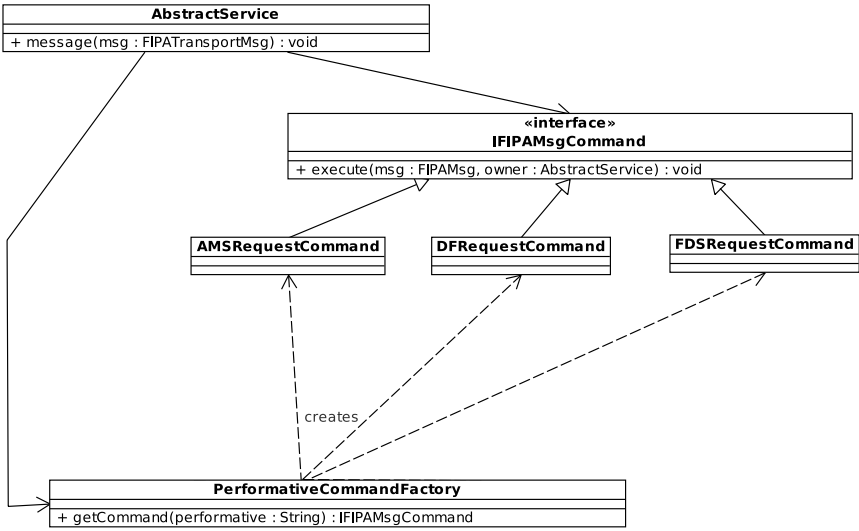 AbstractService
+ message(msg : FIPATransportMsg) : void
«interface»
IFIPAMsgCommand
+ execute(msg : FIPAMsg, owner : AbstractService) : void
AMSRequestCommand
DFRequestCommand
FDSRequestCommand
creates
PerformativeCommandFactory
+ getCommand(performative : String) : IFIPAMsgCommand